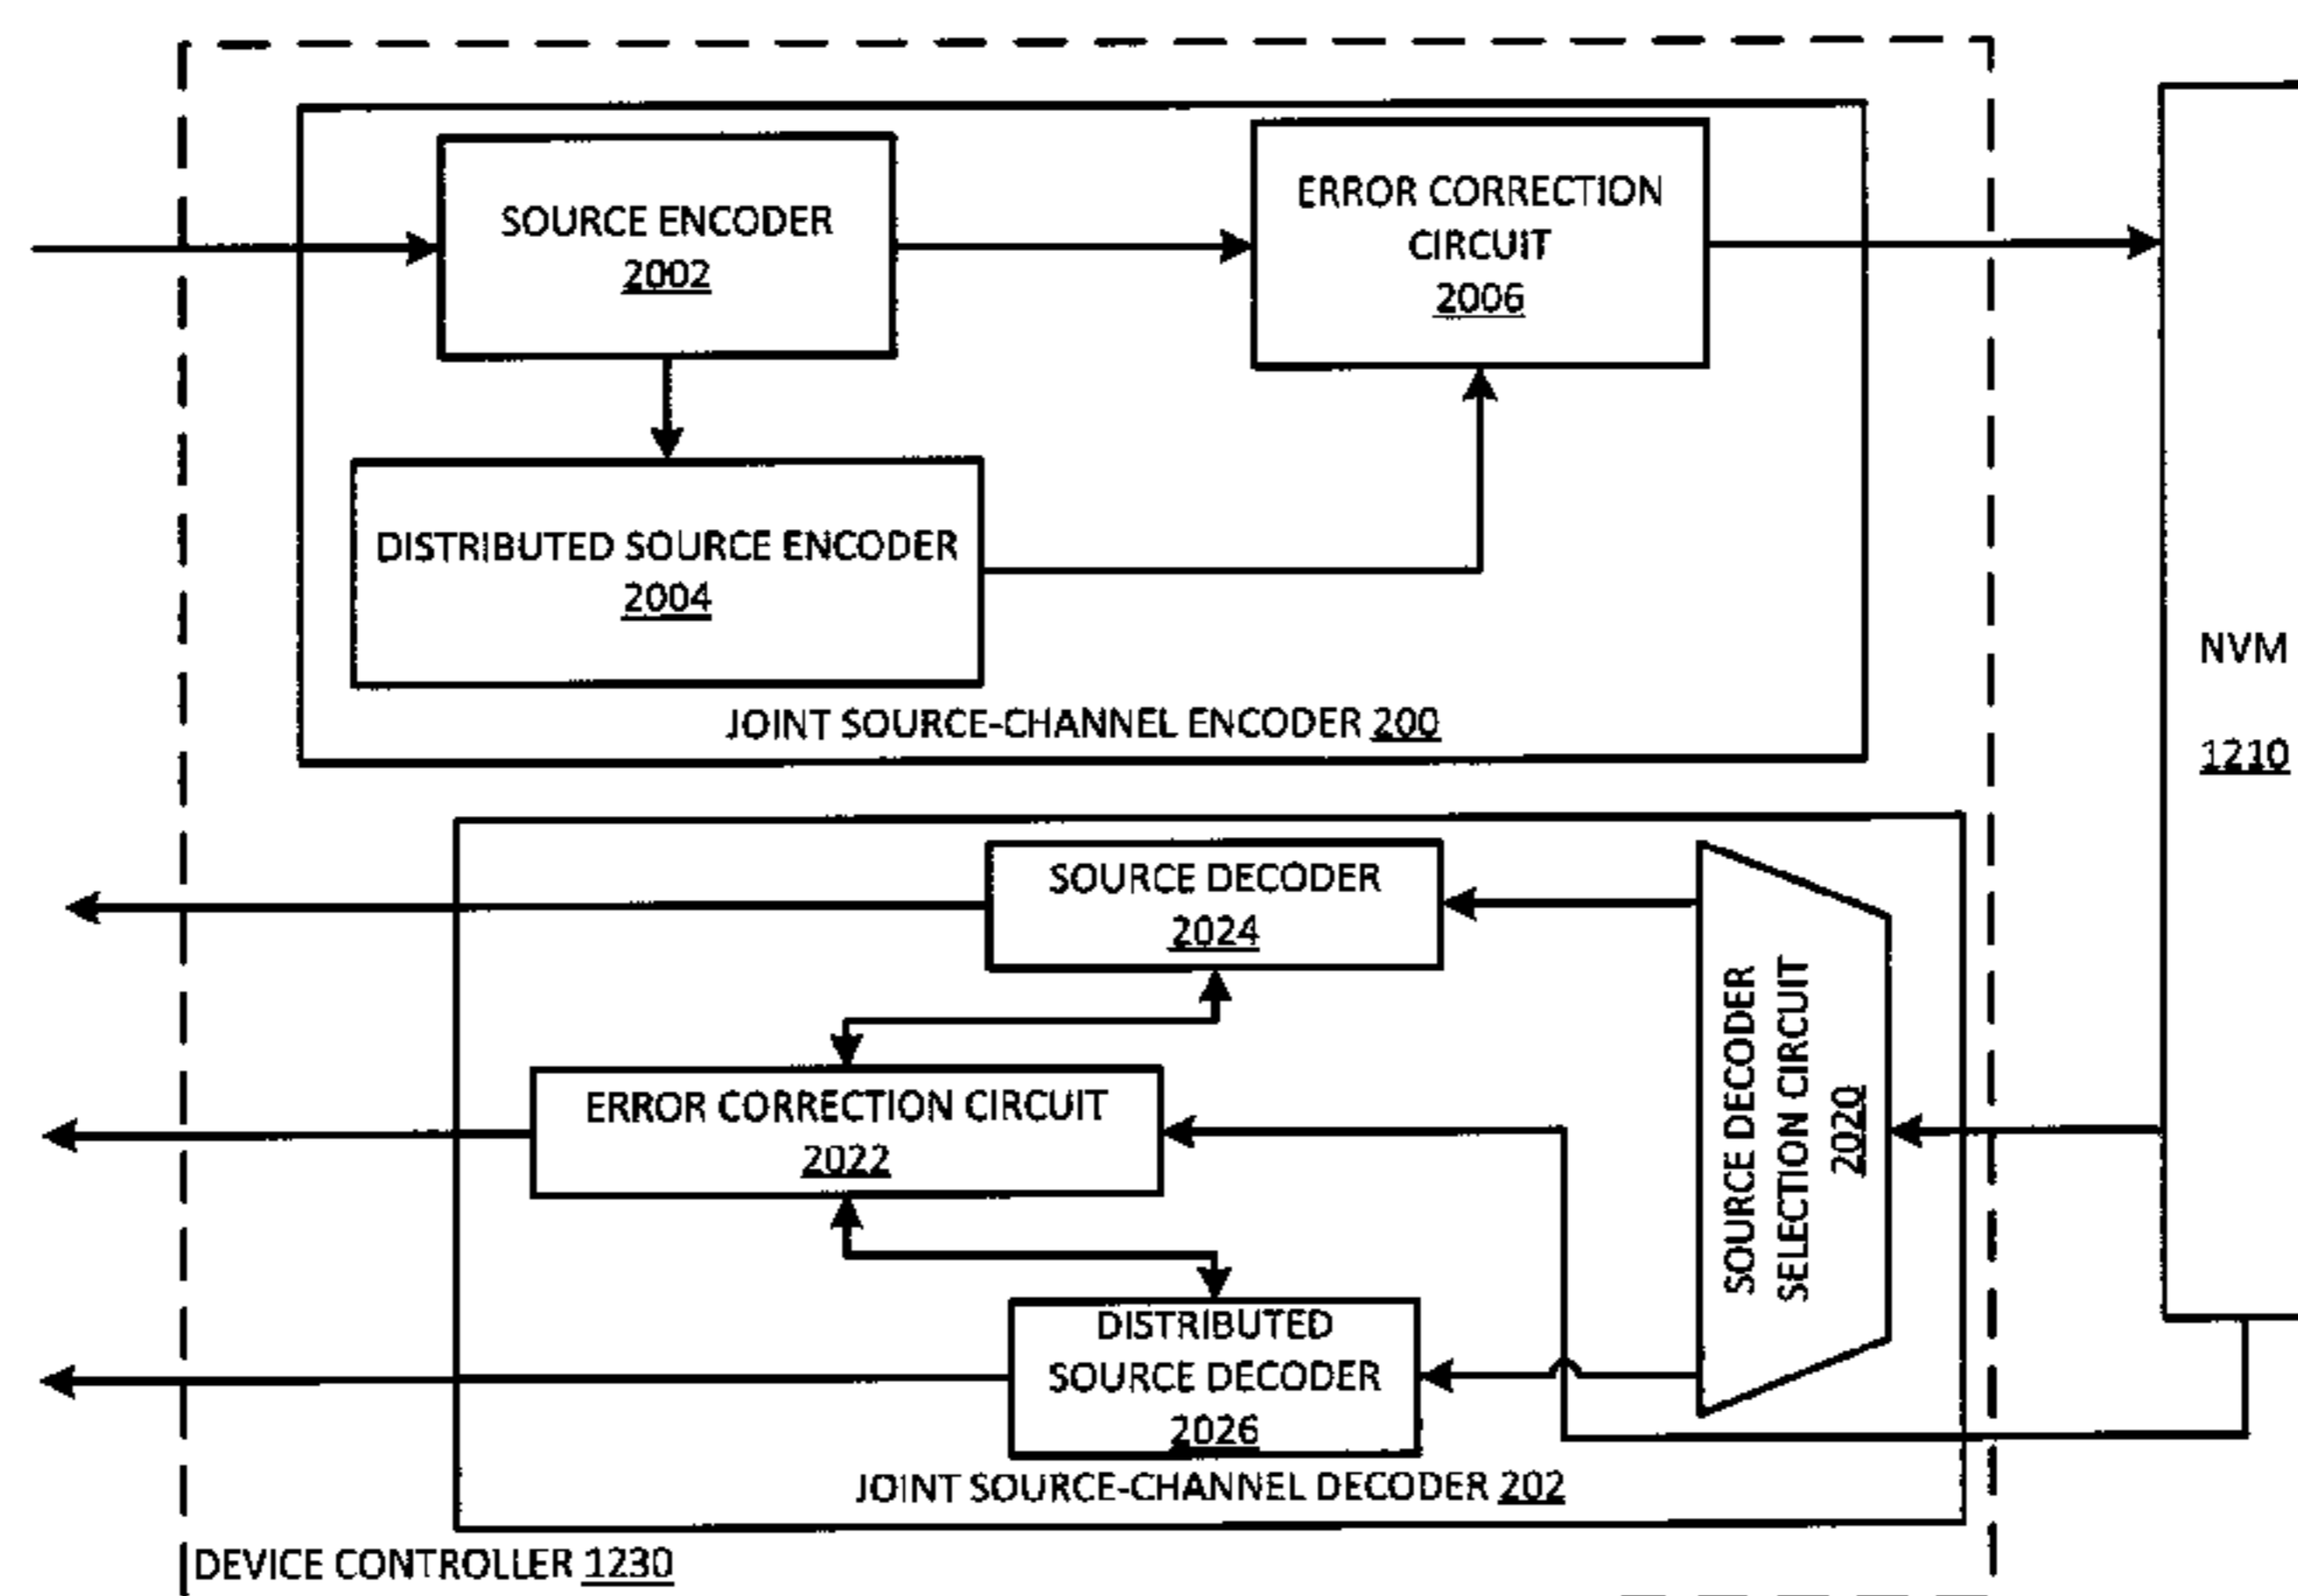 SOURCE ENCODER
2002
ERROR CORRECTION
CIRCUIT
2006
DISTRIBUTED SOURCE ENCODER
2004
JOINT SOURCE-CHANNEL ENCODER 200
NVM
1210
SOURCE DECODER
2024
SOURCE DECODER
SELECTION CIRCUIT
2020
ERROR CORRECTION CIRCUIT
2022
DISTRIBUTED
SOURCE DECODER
2026
JOINT SOURCE-CHANNEL DECODER 202
DEVICE CONTROLLER 1230